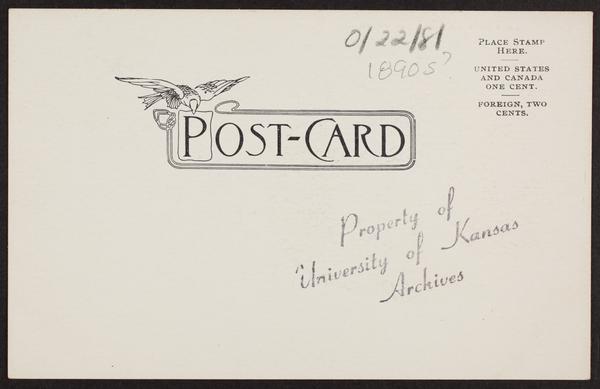 0/22/81
1890s?
PLACE STAMP
HERE.
UNITED STATES
AND CANADA
ONE CENT.
FOREIGN, TWO
CENTS.
POST-CARD
Property of
University of Kansas
Archives